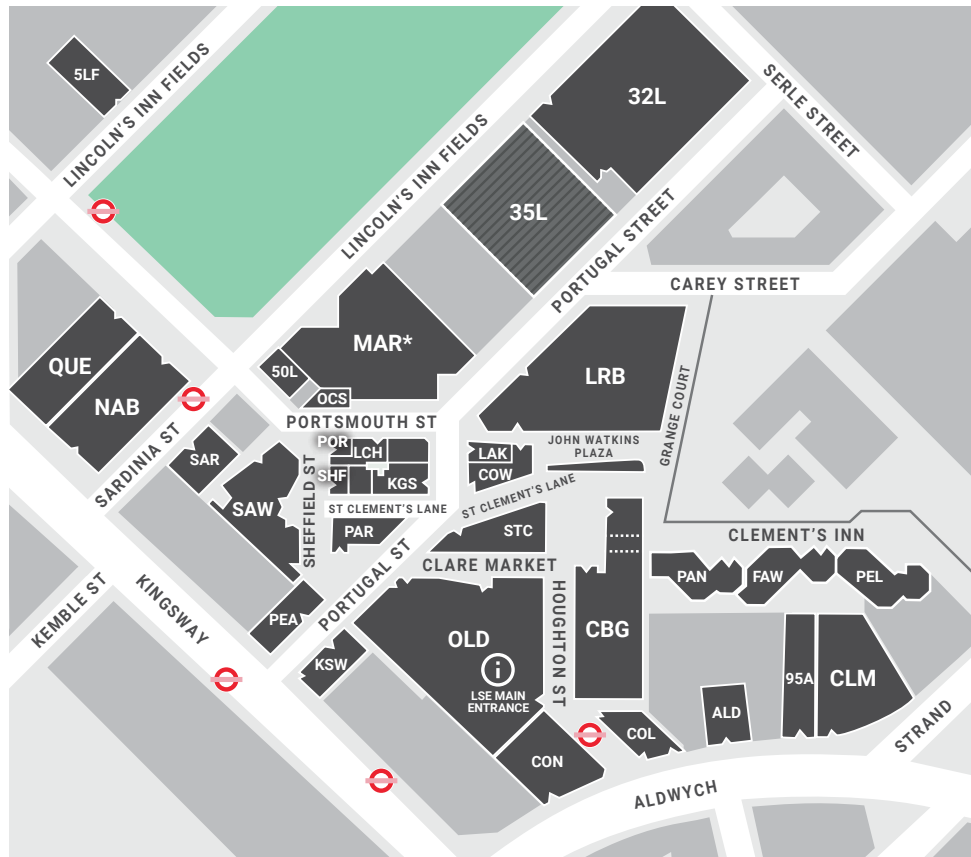 5LF
LINCOLN'S INN FIELDS
LINCOLN'S INN FIELDS
32L
SERLE STREET
35L
PORTUGAL STREET
CAREY STREET
MAR*
QUE
50L
LRB
NAB
OCS
GRANGE COURT
PORTSMOUTH ST
POR
LCH
LAK
JOHN WATKINS
PLAZA
SARDINIA ST
SAR
SHF
KGS
COW
SHEFFIELD ST
ST CLEMENT'S LANE
ST CLEMENT'S LANE
SAW
PAR
STC
CLEMENT'S INN
CLARE MARKET
PORTUGAL ST
PAN
FAW
PEL
KEMBLE ST
KINGSWAY
PEA
HOUGHTON ST
CBG
OLD
KSW
i
LSE MAIN
ENTRANCE
95A
CLM
ALD
COL
STRAND
CON
ALDWYCH